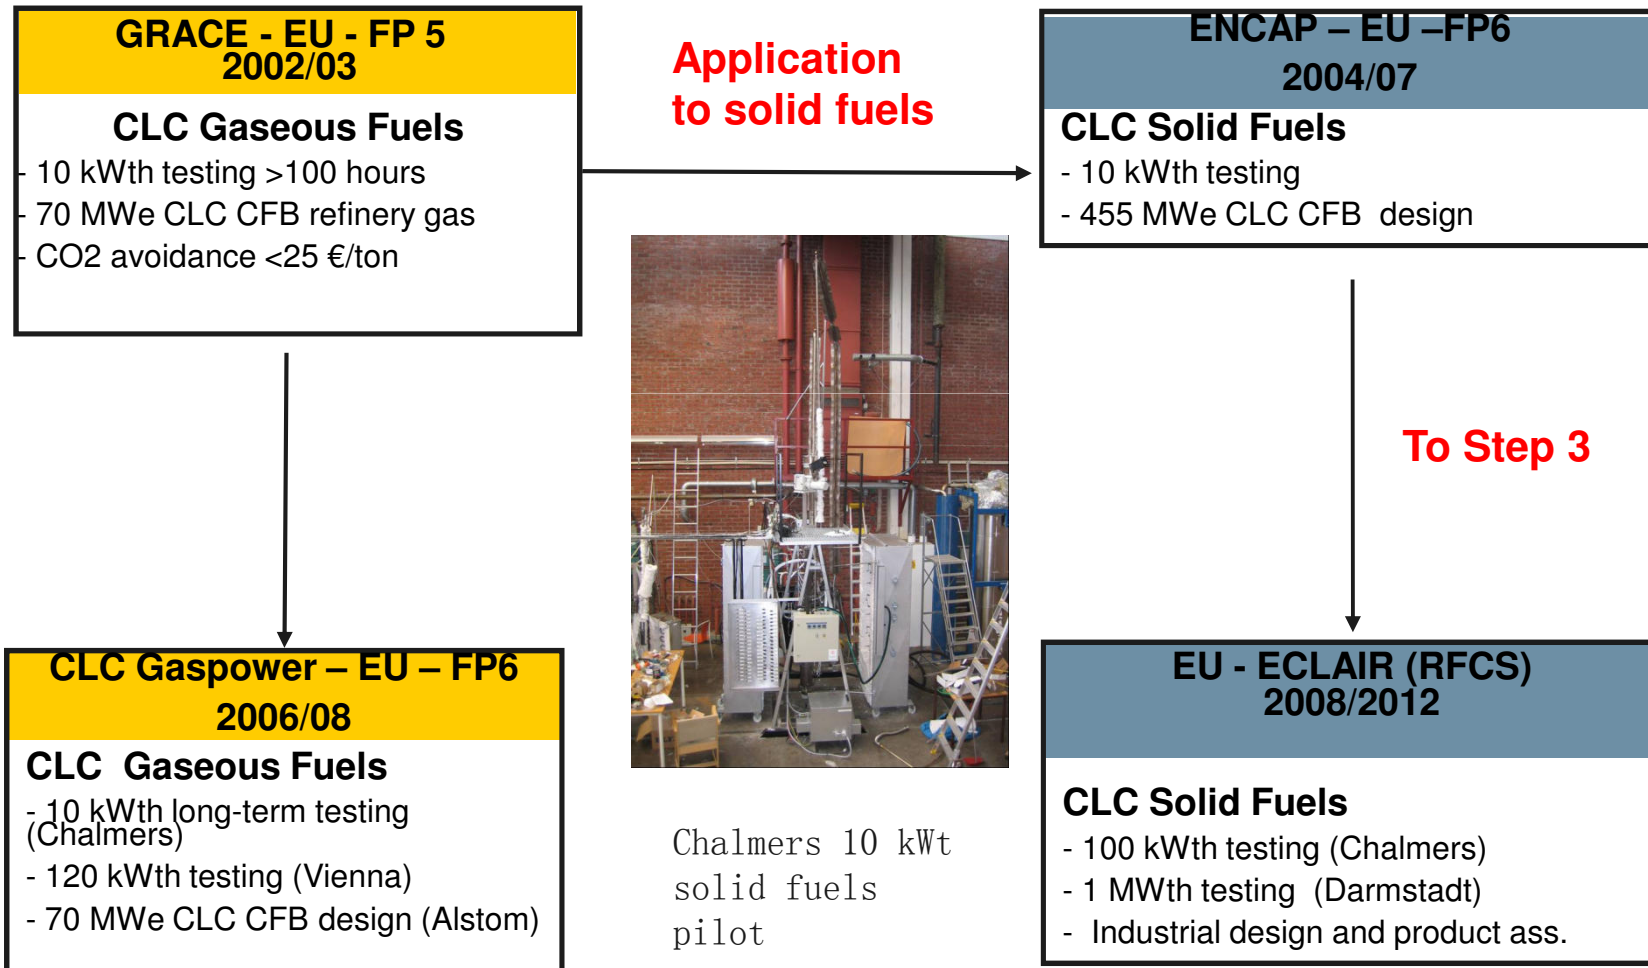 GRACE - EU - FP 5
2002/03
CLC Gaseous Fuels
- 10 kWth testing >100 hours
- 70 MWe CLC CFB refinery gas
- CO2 avoidance <25 €/ton
Application
to solid fuels
ENCAP – EU –FP6
2004/07
CLC Solid Fuels
- 10 kWth testing
- 455 MWe CLC CFB design
To Step 3
CLC Gaspower – EU – FP6
2006/08
CLC Gaseous Fuels
- 10 kWth long-term testing
(Chalmers)
- 120 kWth testing (Vienna)
- 70 MWe CLC CFB design (Alstom)
Chalmers 10 kWt
solid fuels
pilot
EU - ECLAIR (RFCS)
2008/2012
CLC Solid Fuels
- 100 kWth testing (Chalmers)
- 1 MWth testing (Darmstadt)
- Industrial design and product ass.